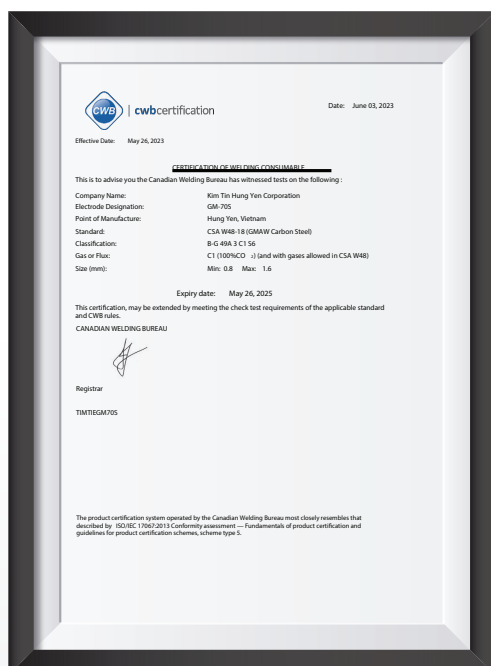 CWB | cwbcertification
Date: June 03, 2023
Effective Date: May 26, 2023
CERTIFICATION OF WELDING CONSUMABLE
This is to advise you the Canadian Welding Bureau has witnessed tests on the following :
Company Name: Kim Tin Hung Yen Corporation
Electrode Designation: GM-70S
Point of Manufacture: Hung Yen, Vietnam
Standard: CSA W48-18 (GMAW Carbon Steel)
Classification: B-G 49A 3 C1 S6
Gas or Flux: C1 (100%CO 2) (and with gases allowed in CSA W48)
Size (mm): Min: 0.8 Max: 1.6
Expiry date: May 26, 2025
This certification, may be extended by meeting the check test requirements of the applicable standard
and CWB rules.
CANADIAN WELDING BUREAU
Registrar
TIMTIEGM70S
The product certification system operated by the Canadian Welding Bureau most closely resembles that
described by ISO/IEC 17067:2013 Conformity assessment — Fundamentals of product certification and
guidelines for product certification schemes, scheme type 5.